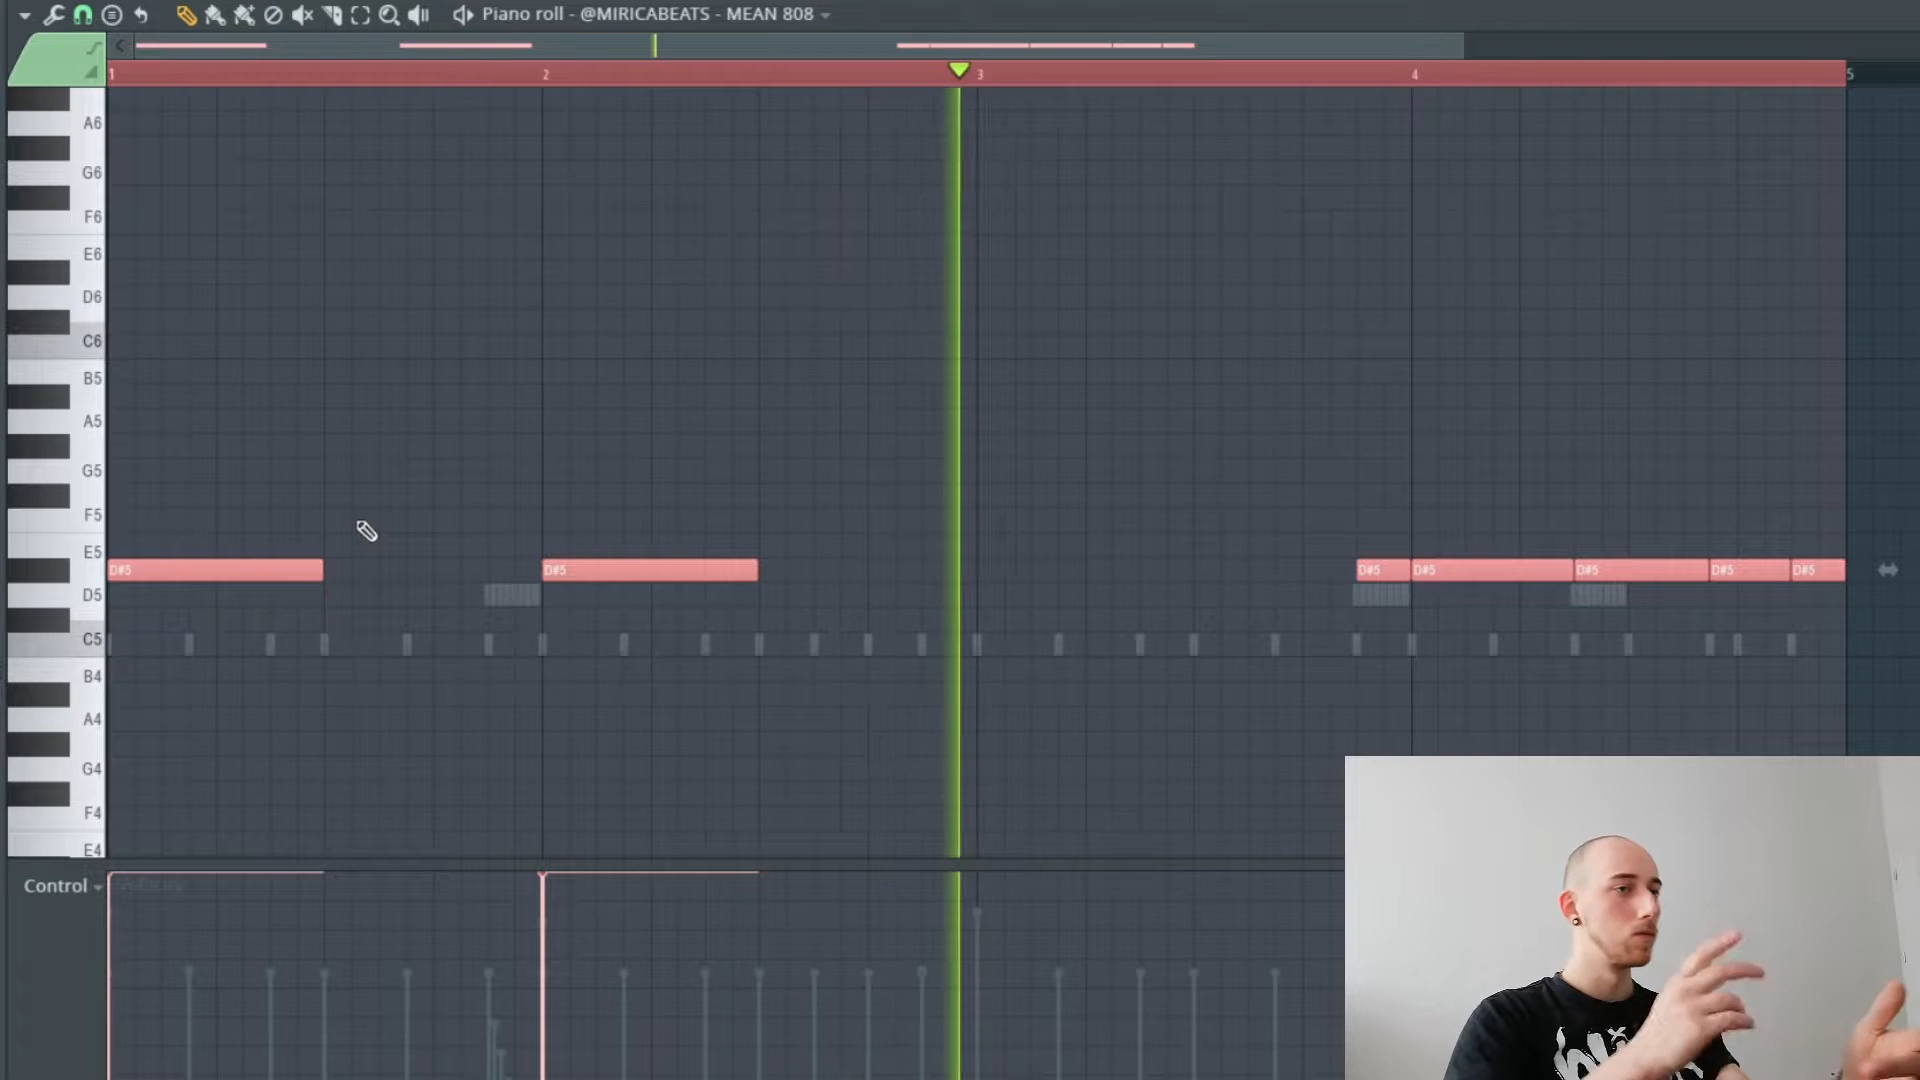 Piano roll - @MIRICABEATS - MEAN 808
1 2 3 4 5
A6
G6
F6
E6
D6
C6
B5
A5
G5
F5
E5
D#5 D#5 D#5 D#5 D#5 D#5 D#5
D5
C5
B4
A4
G4
F4
E4
Control
Velocity